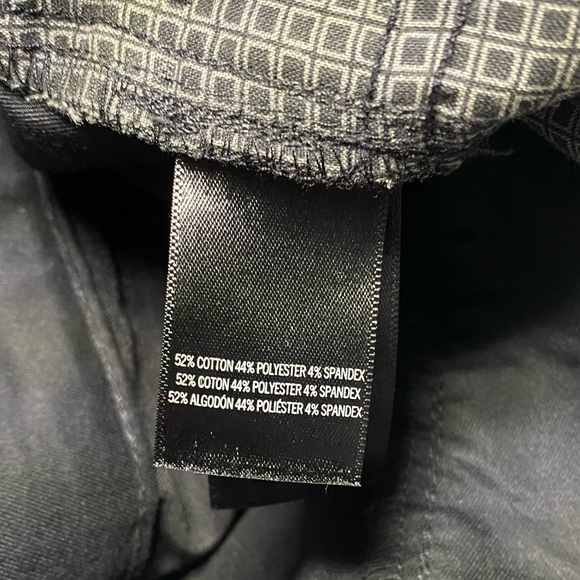 52% COTTON 44% POLYESTER 4% SPANDEX
52% COTON 44% POLYESTER 4% SPANDEX
52% ALGODÓN 44% POLIÉSTER 4% SPANDEX